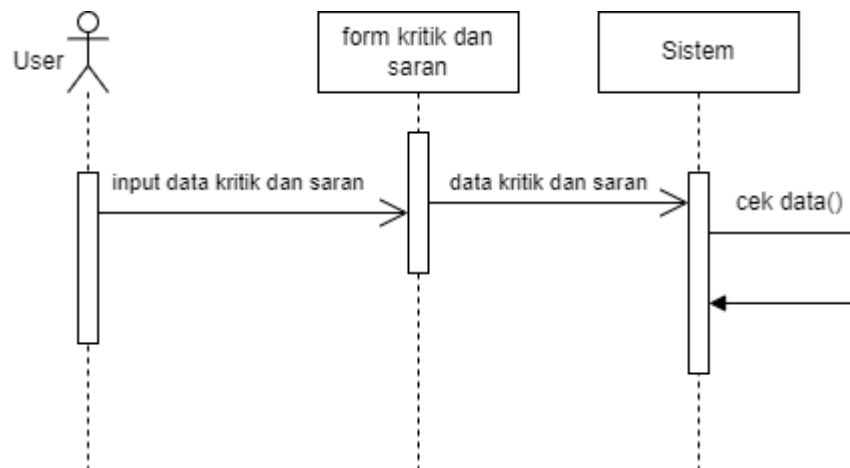 User
form kritik dan
saran
Sistem
input data kritik dan saran
data kritik dan saran
cek data()